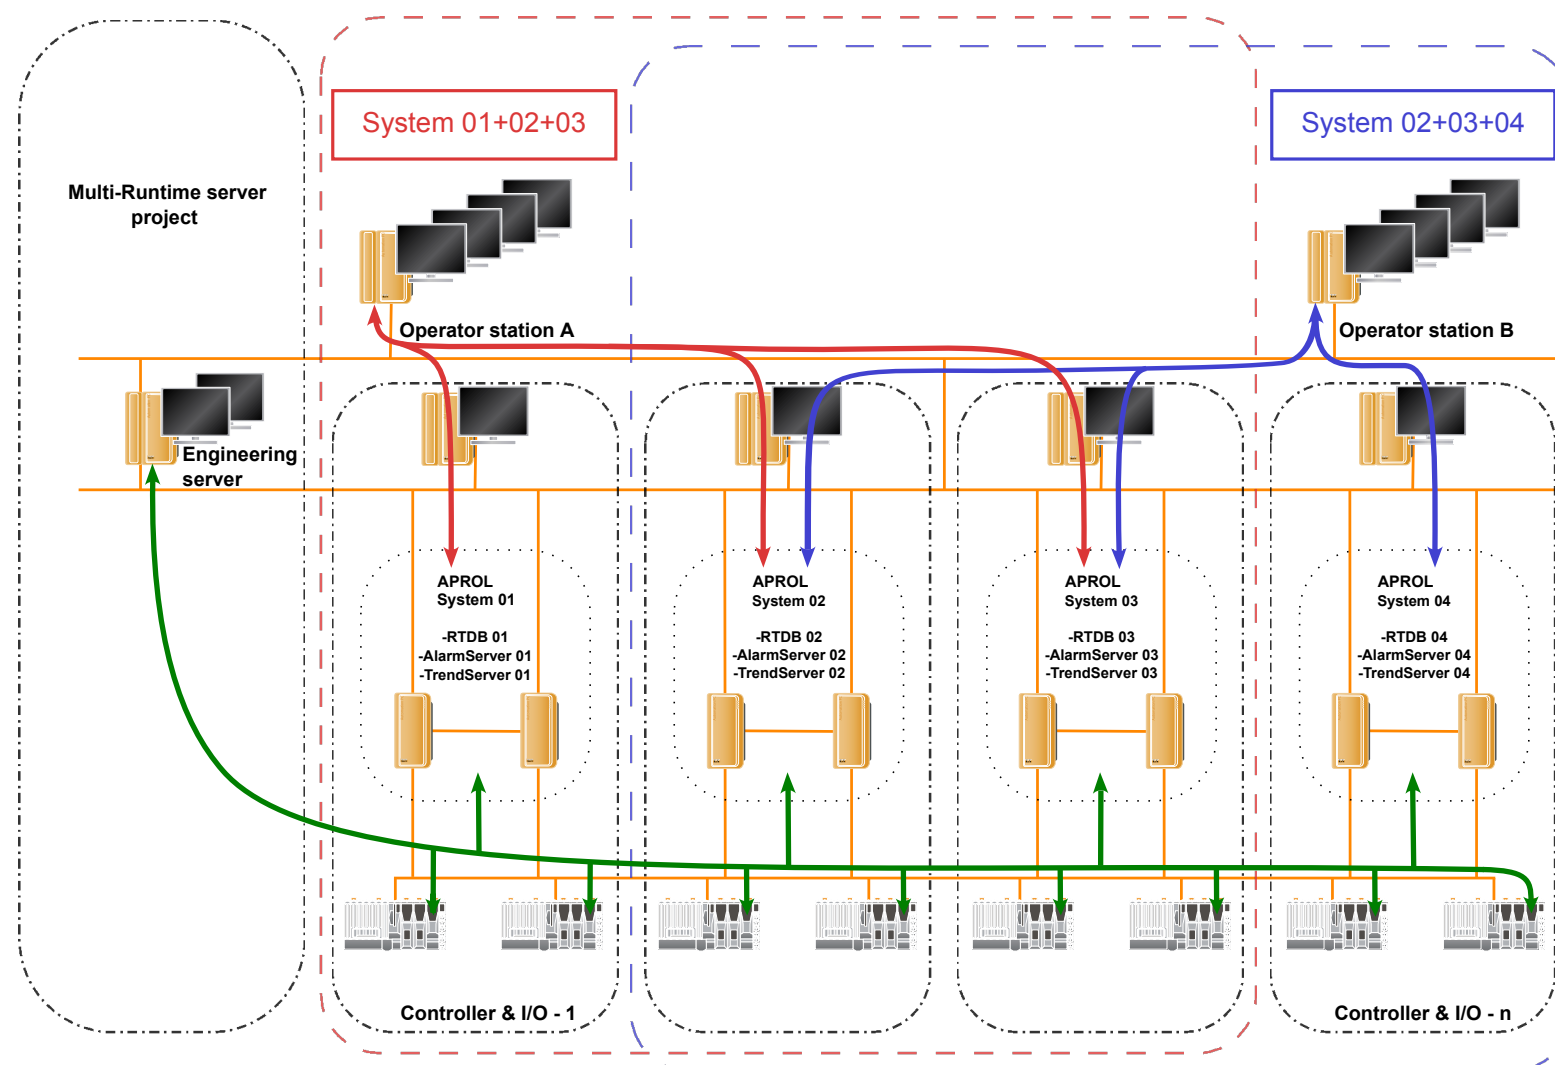 System 01+02+03
System 02+03+04
Multi-Runtime server
project
Operator station A
Operator station B
Engineering
server
APROL
System 01
-RTDB 01
-AlarmServer 01
-TrendServer 01
APROL
System 02
-RTDB 02
-AlarmServer 02
-TrendServer 02
APROL
System 03
-RTDB 03
-AlarmServer 03
-TrendServer 03
APROL
System 04
-RTDB 04
-AlarmServer 04
-TrendServer 04
Controller & I/O - 1
Controller & I/O - n